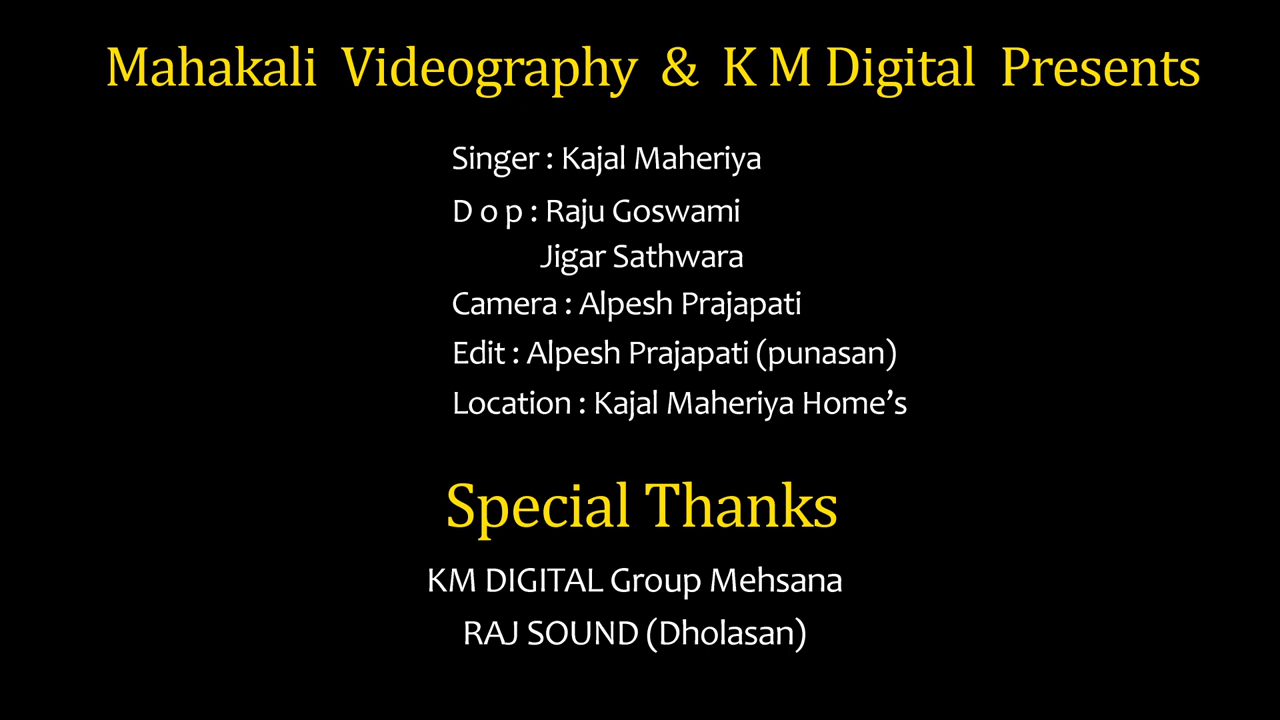 Mahakali Videography & K M Digital Presents
Singer : Kajal Maheriya
D o p : Raju Goswami
Jigar Sathwara
Camera : Alpesh Prajapati
Edit : Alpesh Prajapati (punasan)
Location : Kajal Maheriya Home’s
Special Thanks
KM DIGITAL Group Mehsana
RAJ SOUND (Dholasan)